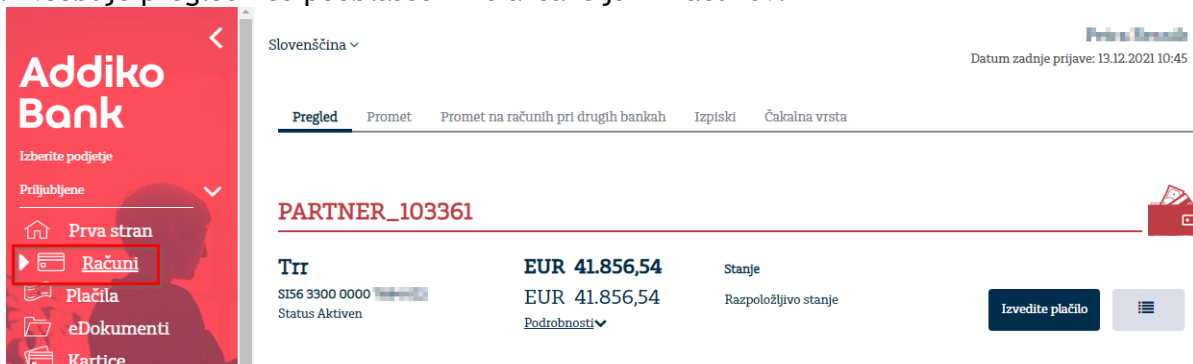 Slovenščina
Datum zadnje prijave: 13.12.2021 10:45
Addiko
Bank
Izberite podjetje
Priljubljene
Prva stran
Računi
Plačila
eDokumenti
Kartice
Pregled Promet Promet na računih pri drugih bankah Izpiski Čakalna vrsta
PARTNER_103361
Trr EUR 41.856,54 Stanje
SI56 3300 0000 EUR 41.856,54 Razpoložljivo stanje
Status Aktiven Podrobnosti
Izvedite plačilo